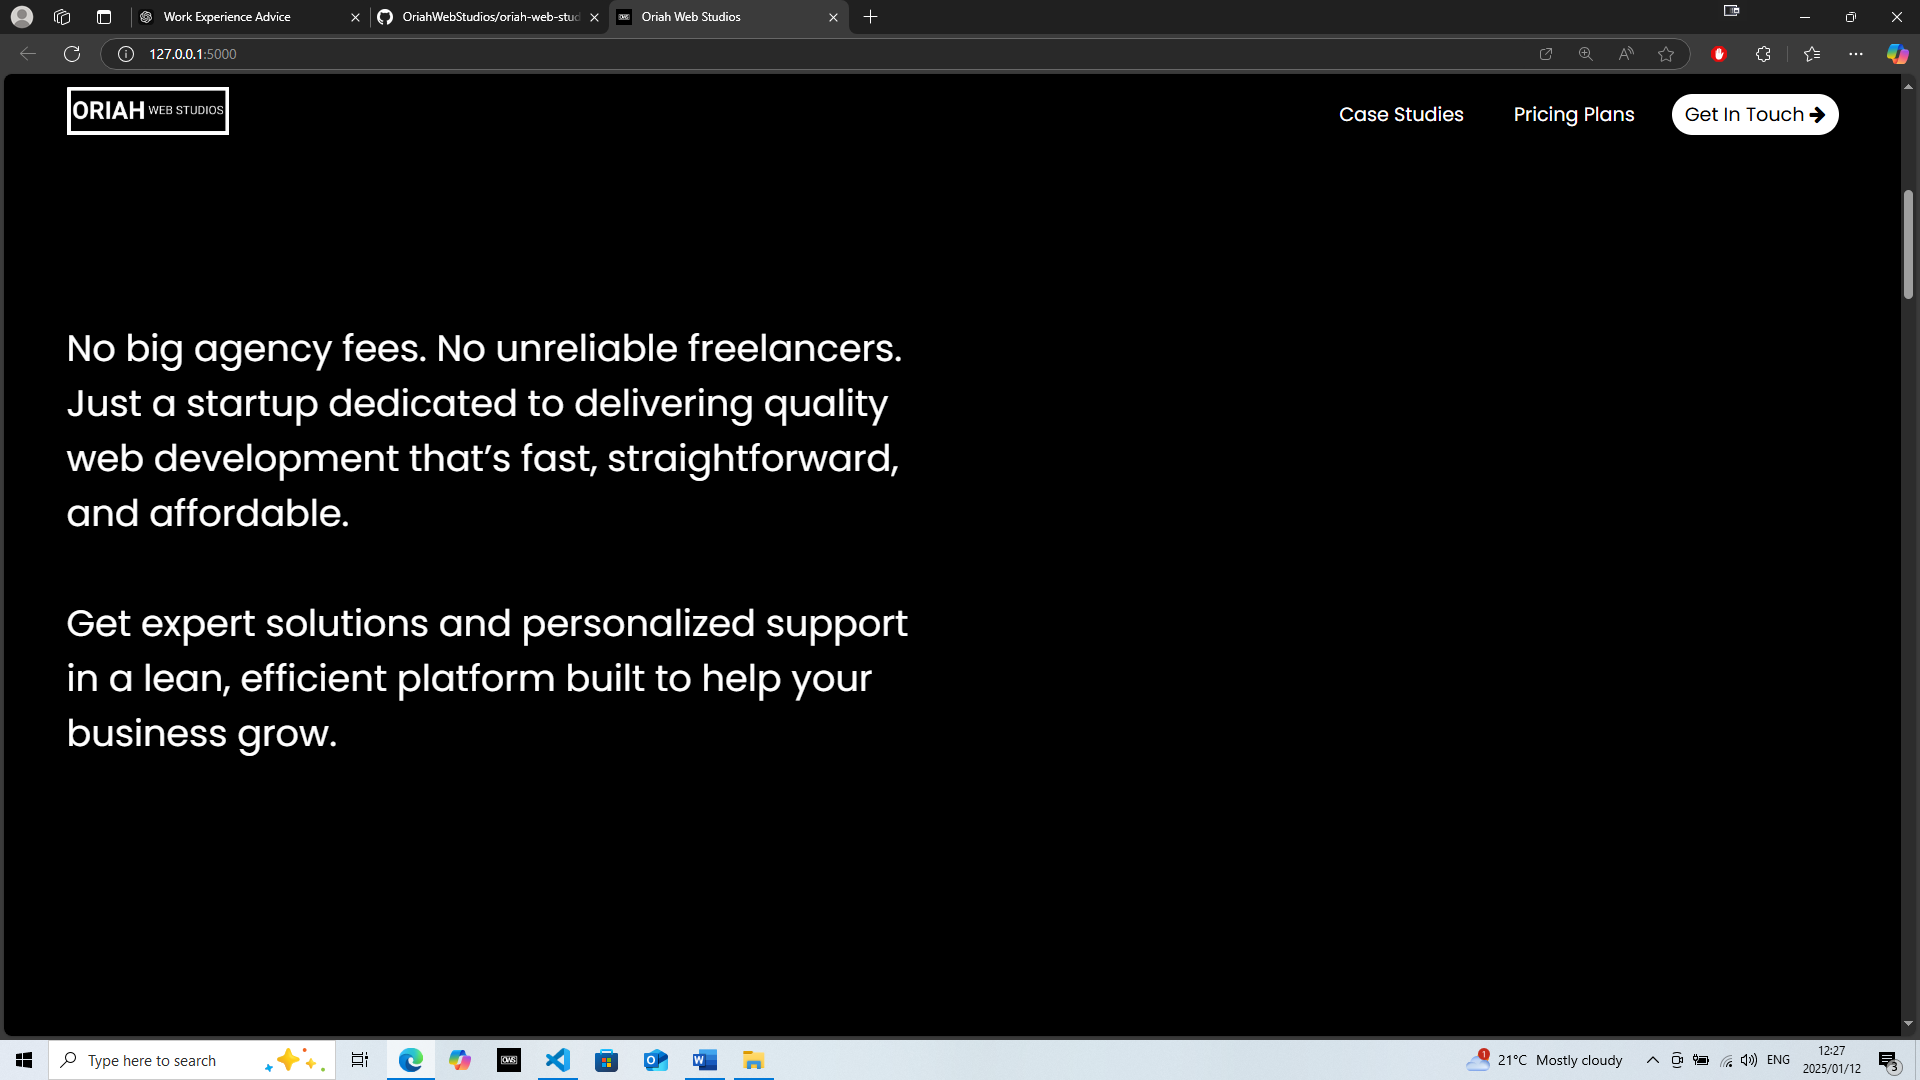 Work Experience Advice
OriahWebStudios/oriah-web-stud
Oriah Web Studios
127.0.0.1:5000
ORIAH WEB STUDIOS
Case Studies
Pricing Plans
Get In Touch
No big agency fees. No unreliable freelancers.
Just a startup dedicated to delivering quality
web development that’s fast, straightforward,
and affordable.
Get expert solutions and personalized support
in a lean, efficient platform built to help your
business grow.
Type here to search
OWS
1
21°C Mostly cloudy
ENG
12:27
2025/01/12
3